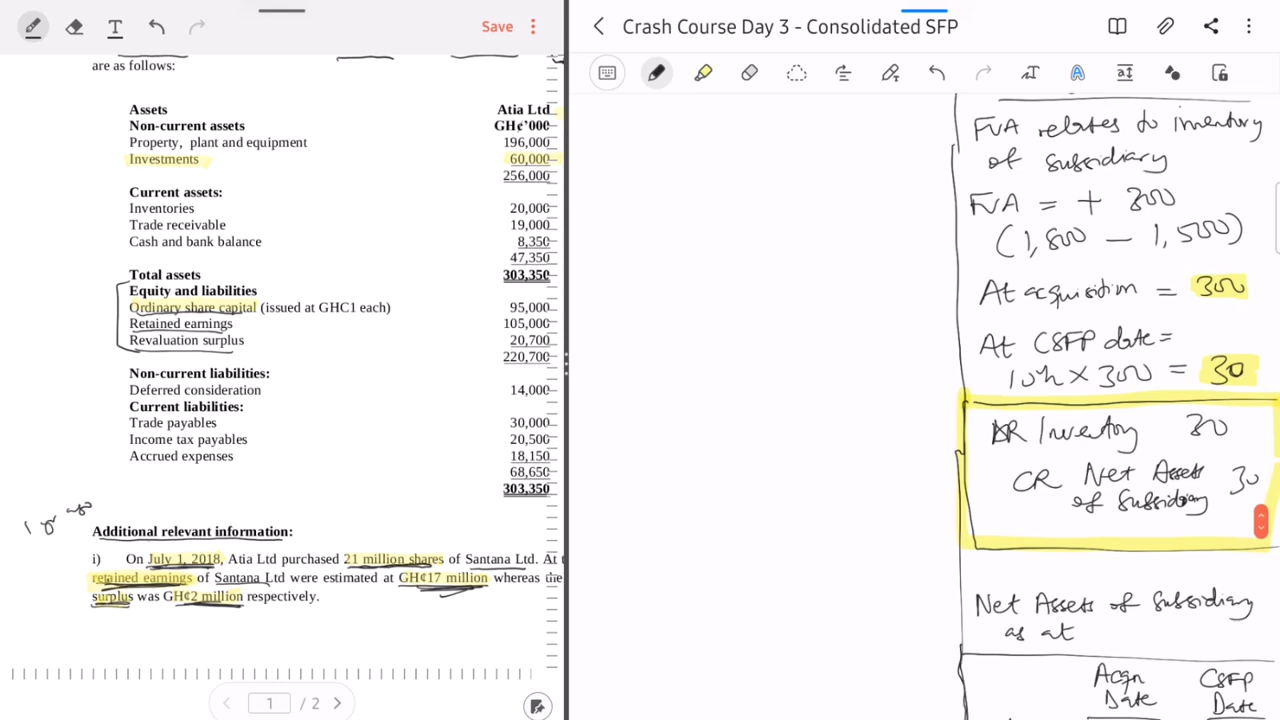 Save
Crash Course Day 3 - Consolidated SFP
are as follows:
Assets Atia Ltd
Non-current assets GH¢'000
Property, plant and equipment 196,000
Investments 60,000
256,000
Current assets:
Inventories 20,000
Trade receivable 19,000
Cash and bank balance 8,350
47,350
Total assets 303,350
Equity and liabilities
Ordinary share capital (issued at GHC1 each) 95,000
Retained earnings 105,000
Revaluation surplus 20,700
220,700
Non-current liabilities:
Deferred consideration 14,000
Current liabilities:
Trade payables 30,000
Income tax payables 20,500
Accrued expenses 18,150
68,650
303,350
1 yr ago
Additional relevant information:
i) On July 1, 2018, Atia Ltd purchased 21 million shares of Santana Ltd. At t
retained earnings of Santana Ltd were estimated at GH¢17 million whereas the
surplus was GH¢2 million respectively.
1 / 2
FVA relates to inventory
of subsidiary
FVA = + 300
(1,800 – 1,500)
At acquisition = 300
At CSFP date =
10% × 300 = 30
DR Inventory 30
CR Net Assets 30
of Subsidiary
Net Assets of Subsidiary
as at
Acqn CSFP
Date Date